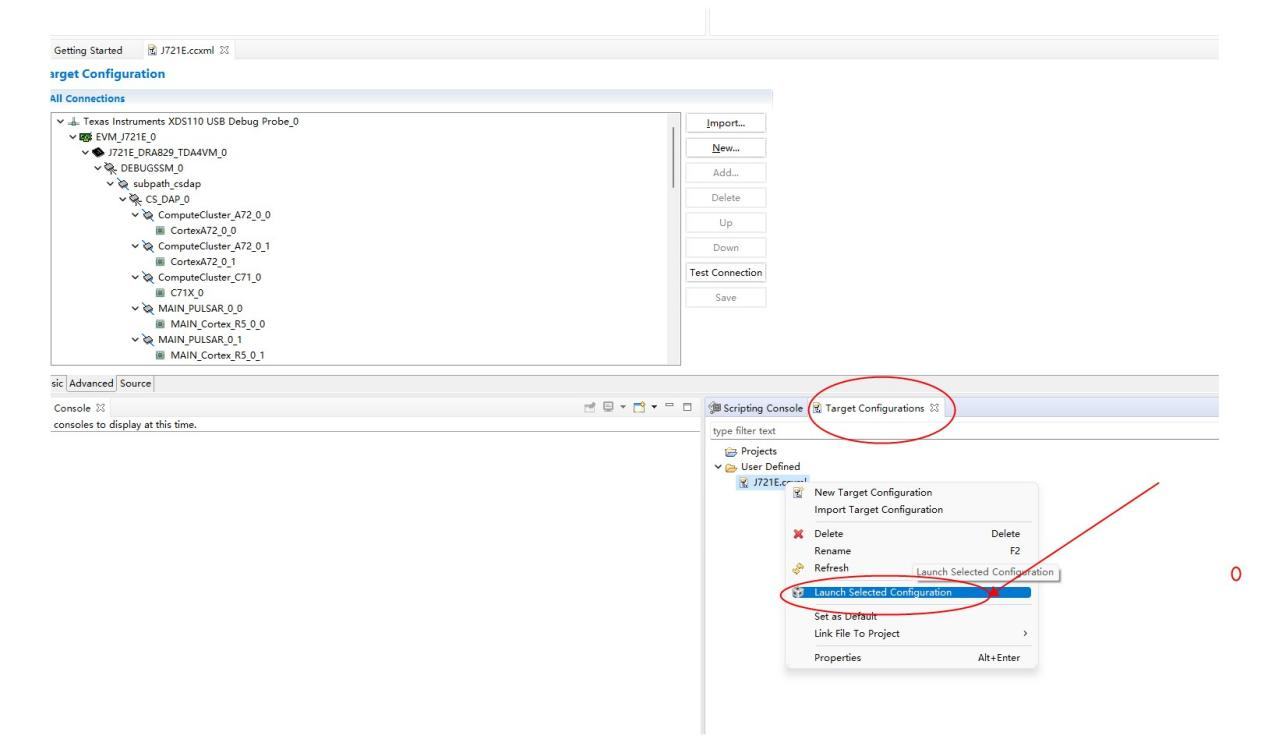 Getting Started J721E.ccxml
arget Configuration
All Connections
Texas Instruments XDS110 USB Debug Probe_0
EVM_J721E_0
J721E_DRA829_TDA4VM_0
DEBUGSSM_0
subpath_csdap
CS_DAP_0
ComputeCluster_A72_0_0
CortexA72_0_0
ComputeCluster_A72_0_1
CortexA72_0_1
ComputeCluster_C71_0
C71X_0
MAIN_PULSAR_0_0
MAIN_Cortex_R5_0_0
MAIN_PULSAR_0_1
MAIN_Cortex_R5_0_1
Import...
New...
Add...
Delete
Up
Down
Test Connection
Save
sic Advanced Source
Console
consoles to display at this time.
Scripting Console Target Configurations
type filter text
Projects
User Defined
J721E.ccxml
New Target Configuration
Import Target Configuration
Delete Delete
Rename F2
Refresh
Launch Selected Configuration
Launch Selected Configuration
Set as Default
Link File To Project
Properties Alt+Enter
0